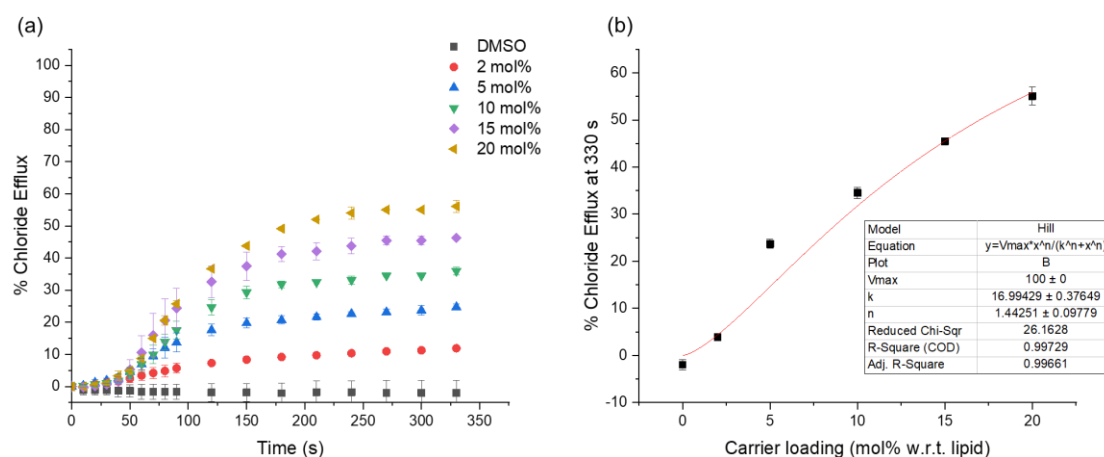 (a)
100
90
80
70
60
50
40
30
20
10
0
% Chloride Efflux
0 50 100 150 200 250 300 350
Time (s)
DMSO
2 mol%
5 mol%
10 mol%
15 mol%
20 mol%
(b)
60
50
40
30
20
10
0
-10
% Chloride Efflux at 330 s
0 5 10 15 20
Carrier loading (mol% w.r.t. lipid)
Model Hill
Equation y=Vmax*x^n/(k^n+x^n)
Plot B
Vmax 100 ± 0
k 16.99429 ± 0.37649
n 1.44251 ± 0.09779
Reduced Chi-Sqr 26.1628
R-Square (COD) 0.99729
Adj. R-Square 0.99661